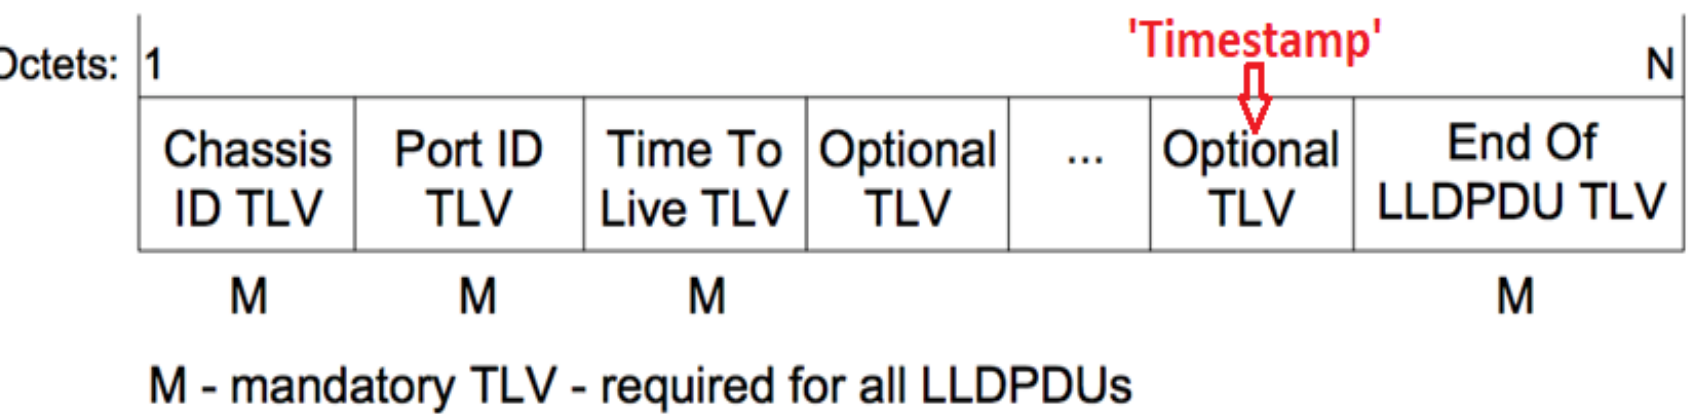 'Timestamp'
Octets: 1 N
Chassis ID TLV
Port ID TLV
Time To Live TLV
Optional TLV
...
Optional TLV
End Of LLDPDU TLV
M M M M
M - mandatory TLV - required for all LLDPDUs